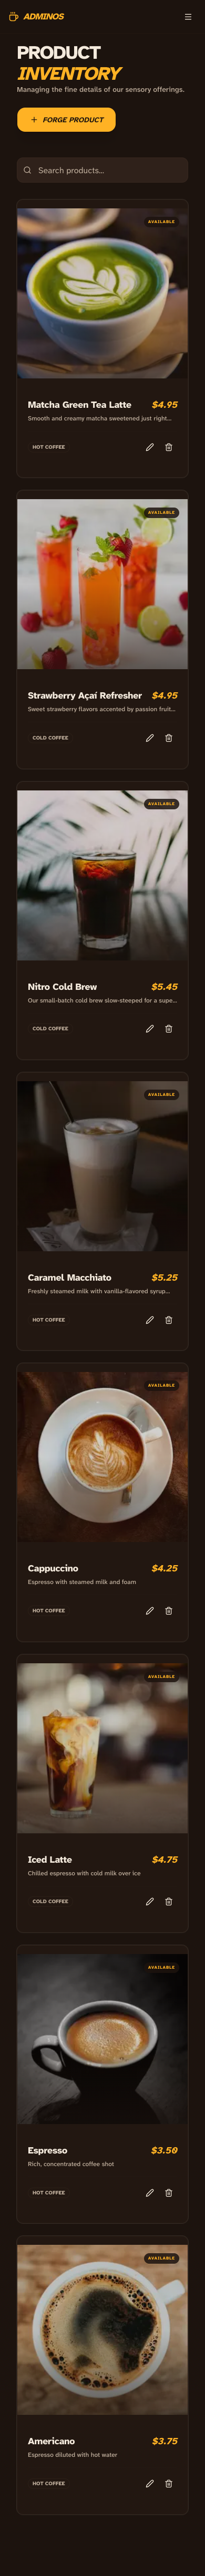 ADMINOS
PRODUCT
INVENTORY
Managing the fine details of our sensory offerings.
+ FORGE PRODUCT
Search products...
AVAILABLE
Matcha Green Tea Latte $4.95
Smooth and creamy matcha sweetened just right...
HOT COFFEE
AVAILABLE
Strawberry Açaí Refresher $4.95
Sweet strawberry flavors accented by passion fruit...
COLD COFFEE
AVAILABLE
Nitro Cold Brew $5.45
Our small-batch cold brew slow-steeped for a supe...
COLD COFFEE
AVAILABLE
Caramel Macchiato $5.25
Freshly steamed milk with vanilla-flavored syrup...
HOT COFFEE
AVAILABLE
Cappuccino $4.25
Espresso with steamed milk and foam
HOT COFFEE
AVAILABLE
Iced Latte $4.75
Chilled espresso with cold milk over ice
COLD COFFEE
AVAILABLE
Espresso $3.50
Rich, concentrated coffee shot
HOT COFFEE
AVAILABLE
Americano $3.75
Espresso diluted with hot water
HOT COFFEE